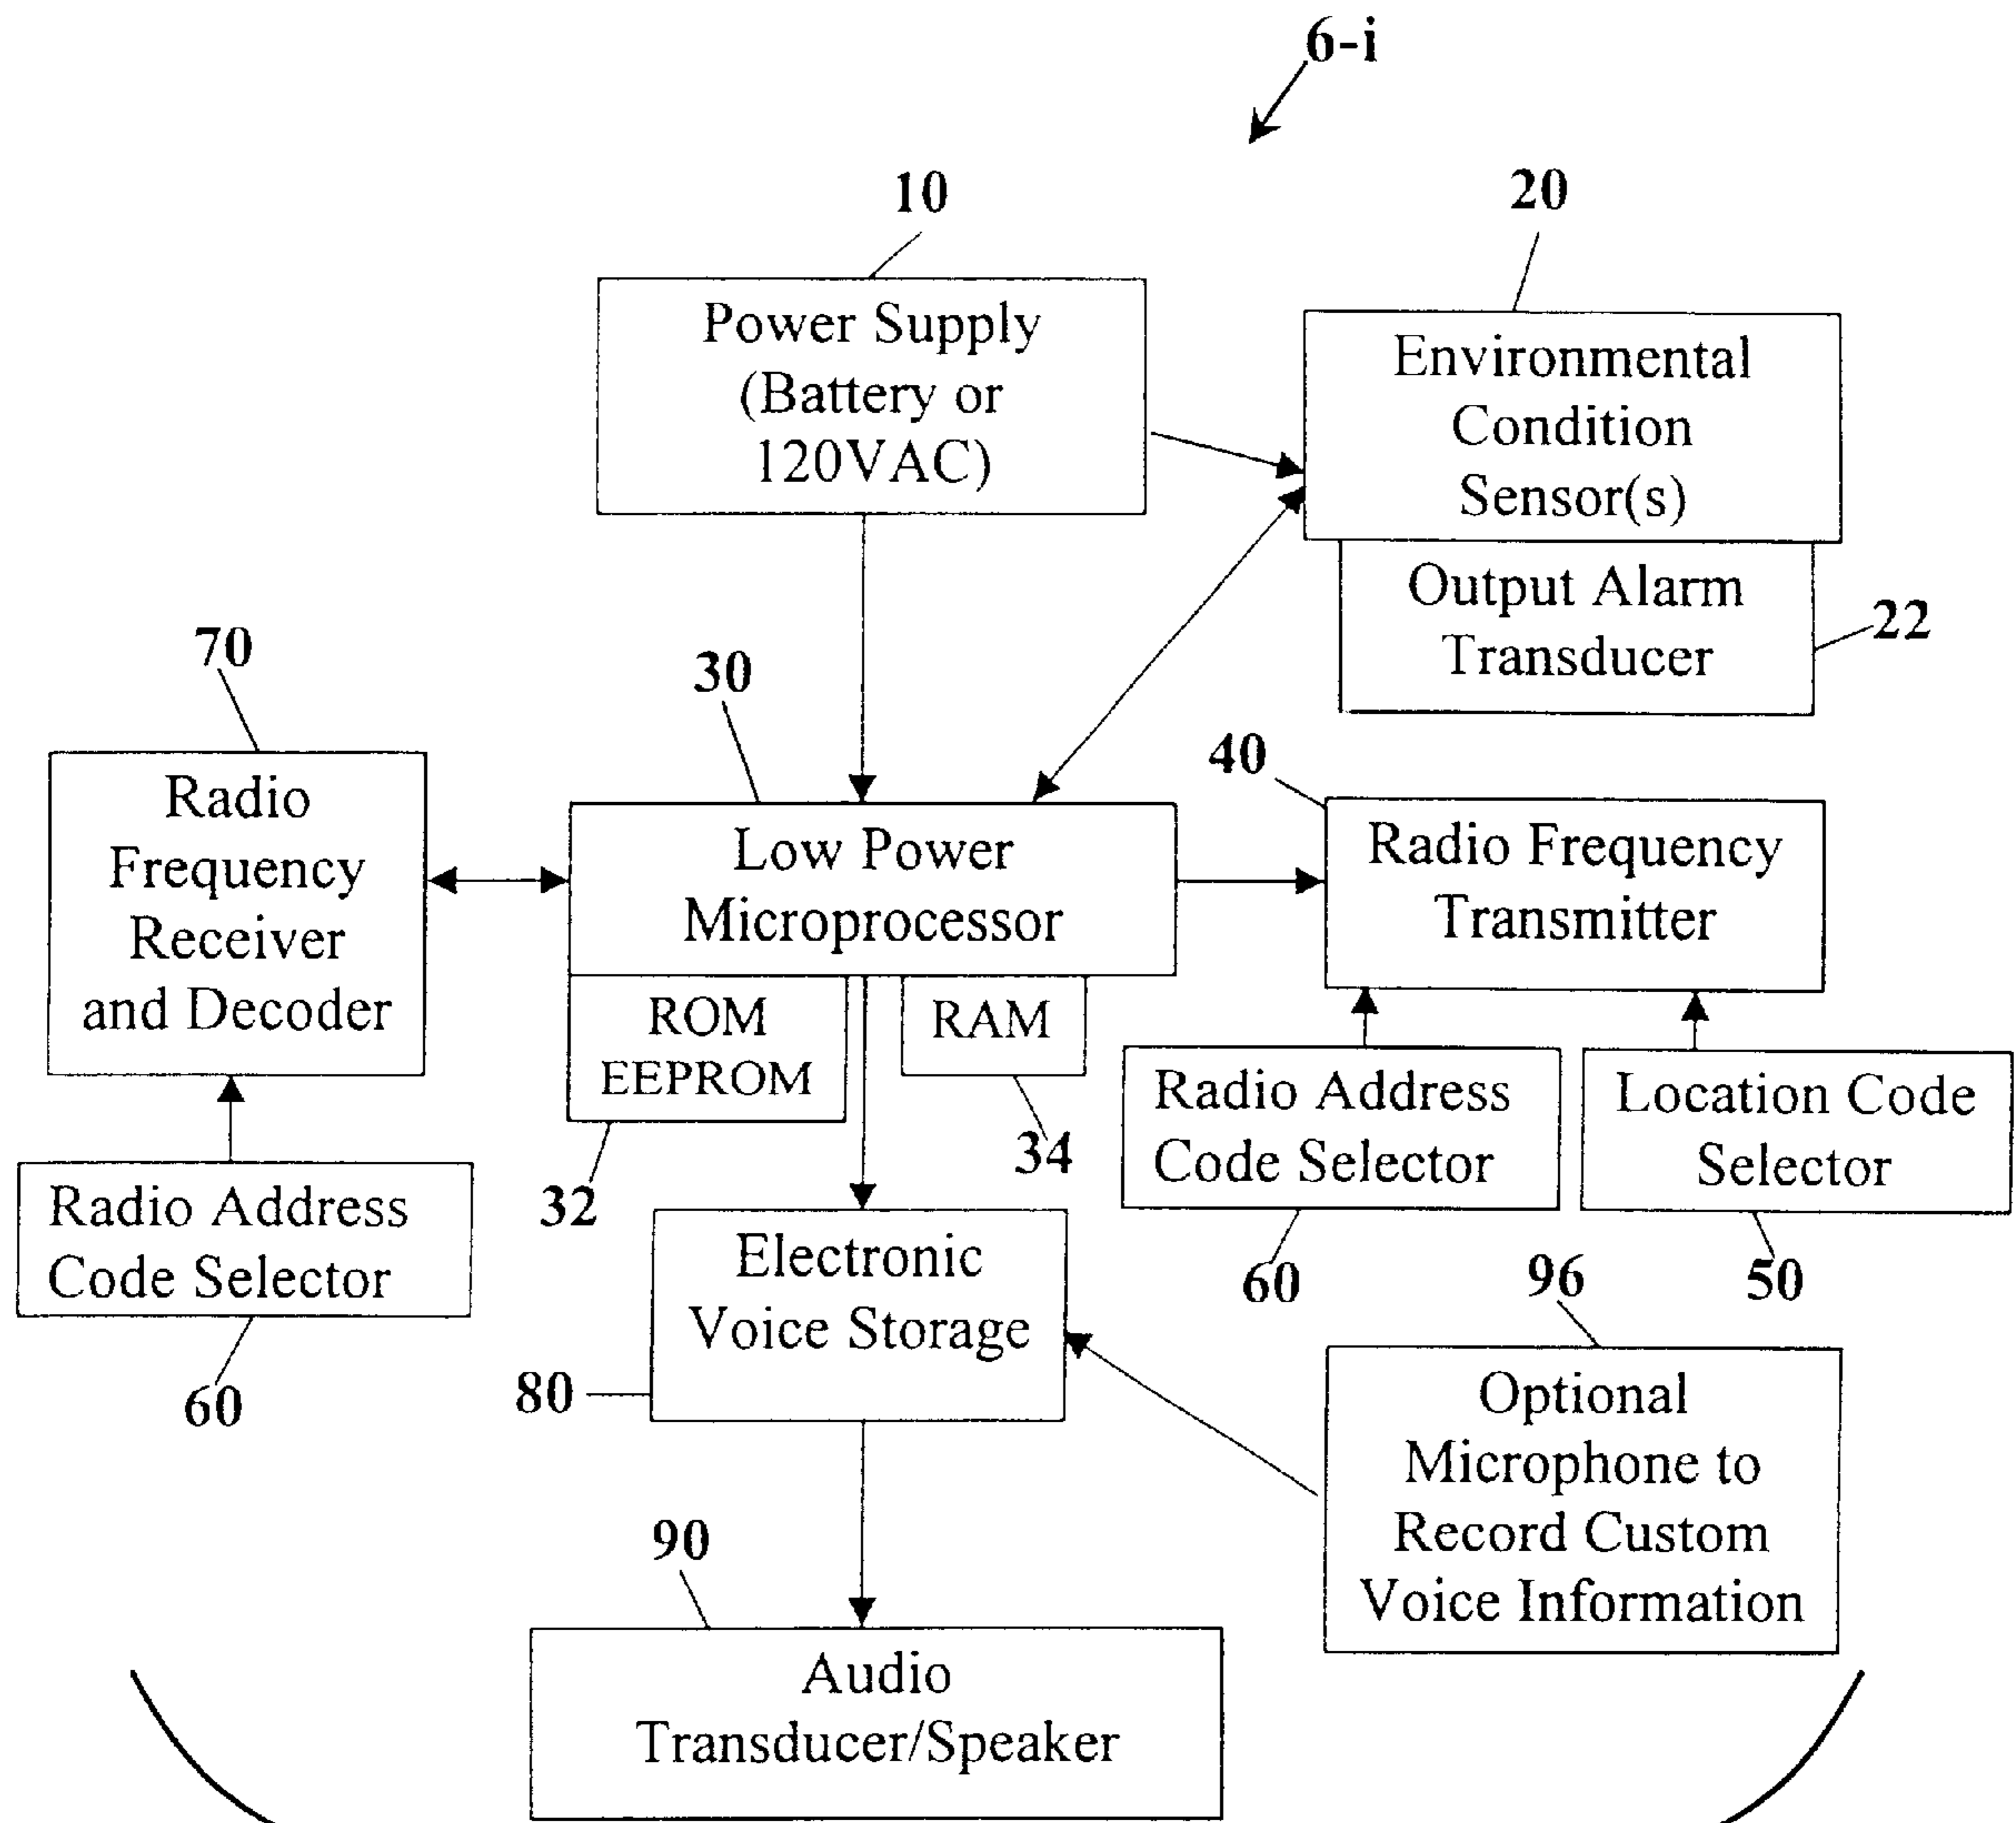 6-i
10
20
Power Supply
(Battery or
120VAC)
Environmental
Condition
Sensor(s)
Output Alarm
Transducer
22
70
30
40
Radio
Frequency
Receiver
and Decoder
Low Power
Microprocessor
Radio Frequency
Transmitter
ROM
EEPROM
RAM
32
34
Radio Address
Code Selector
60
Radio Address
Code Selector
60
Location Code
Selector
50
Electronic
Voice Storage
80
96
Optional
Microphone to
Record Custom
Voice Information
90
Audio
Transducer/Speaker